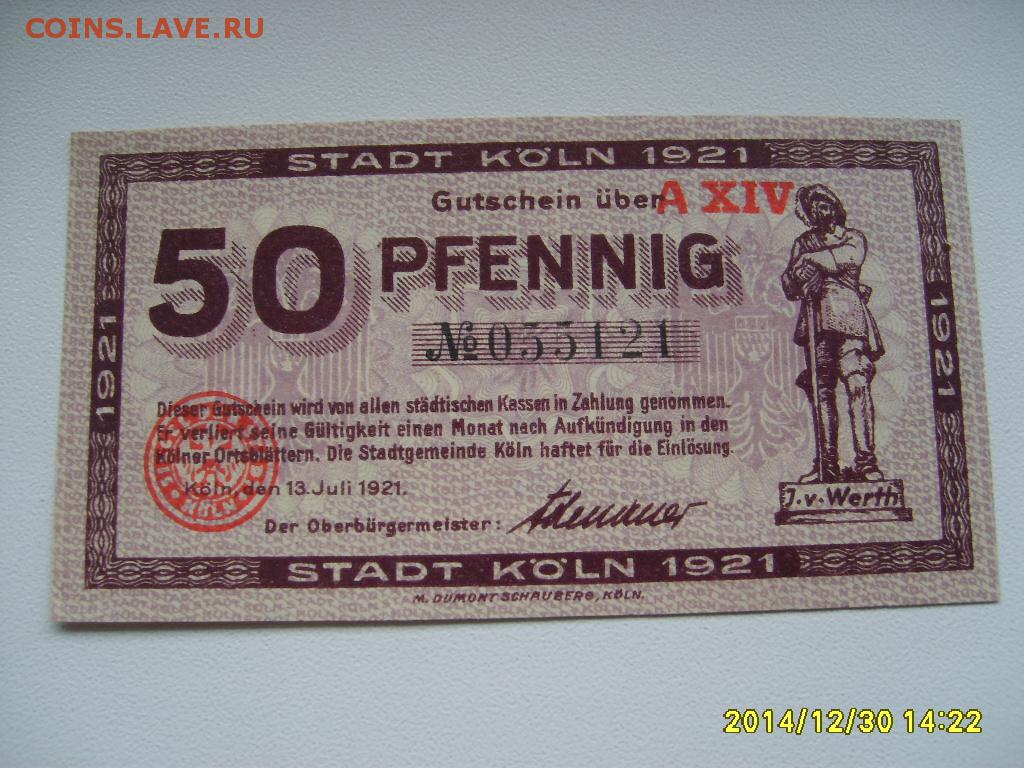 COINS.LAVE.RU
STADT KÖLN 1921
Gutschein über A XIV
50 PFENNIG
№ 055121
1921
1921
Dieser Gutschein wird von allen städtischen Kassen in Zahlung genommen.
Er verliert seine Gültigkeit einen Monat nach Aufkündigung in den
Kölner Ortsblättern. Die Stadtgemeinde Köln haftet für die Einlösung.
Köln, den 13. Juli 1921.
Der Oberbürgermeister:
J. v. Werth
KÖLN
STADT KÖLN 1921
M. DUMONT SCHAUBERG, KÖLN.
2014/12/30 14:22